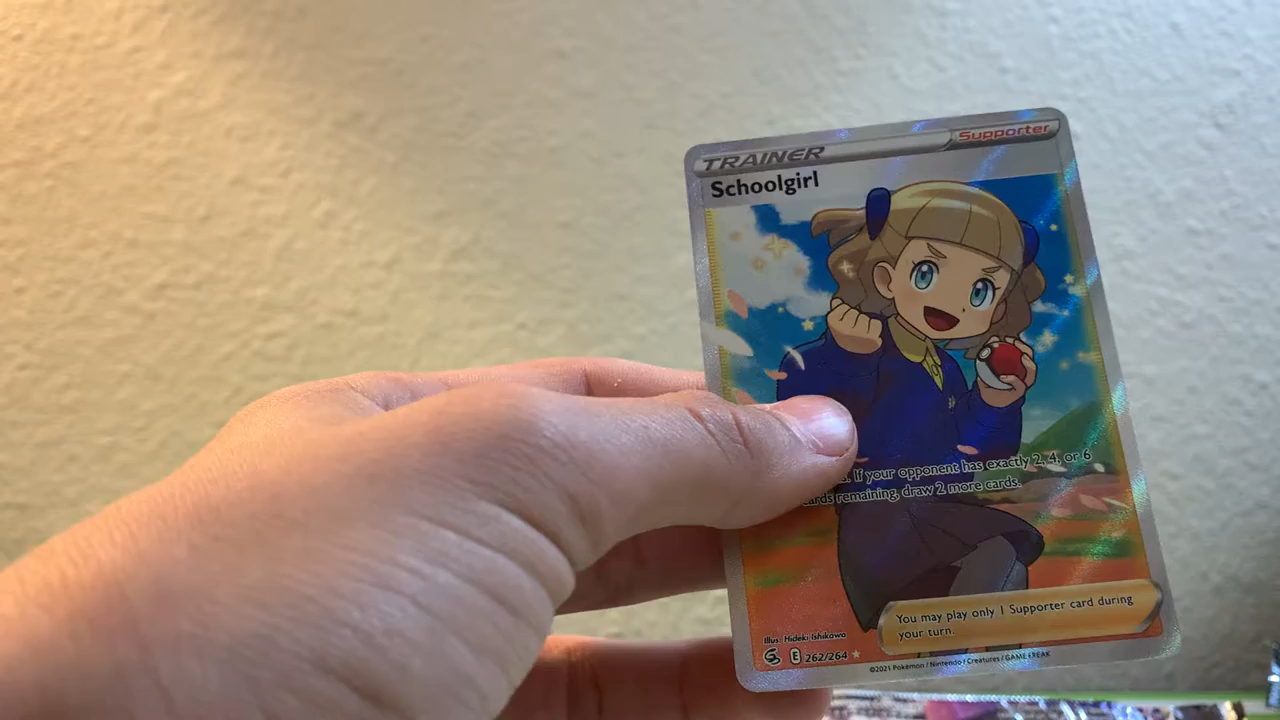 TRAINER
Supporter
Schoolgirl
If your opponent has exactly 2, 4, or 6
cards remaining, draw 2 more cards.
You may play only 1 Supporter card during
your turn.
Illus. Hideki Ishikawa
E 262/264
©2021 Pokémon / Nintendo / Creatures / GAME FREAK